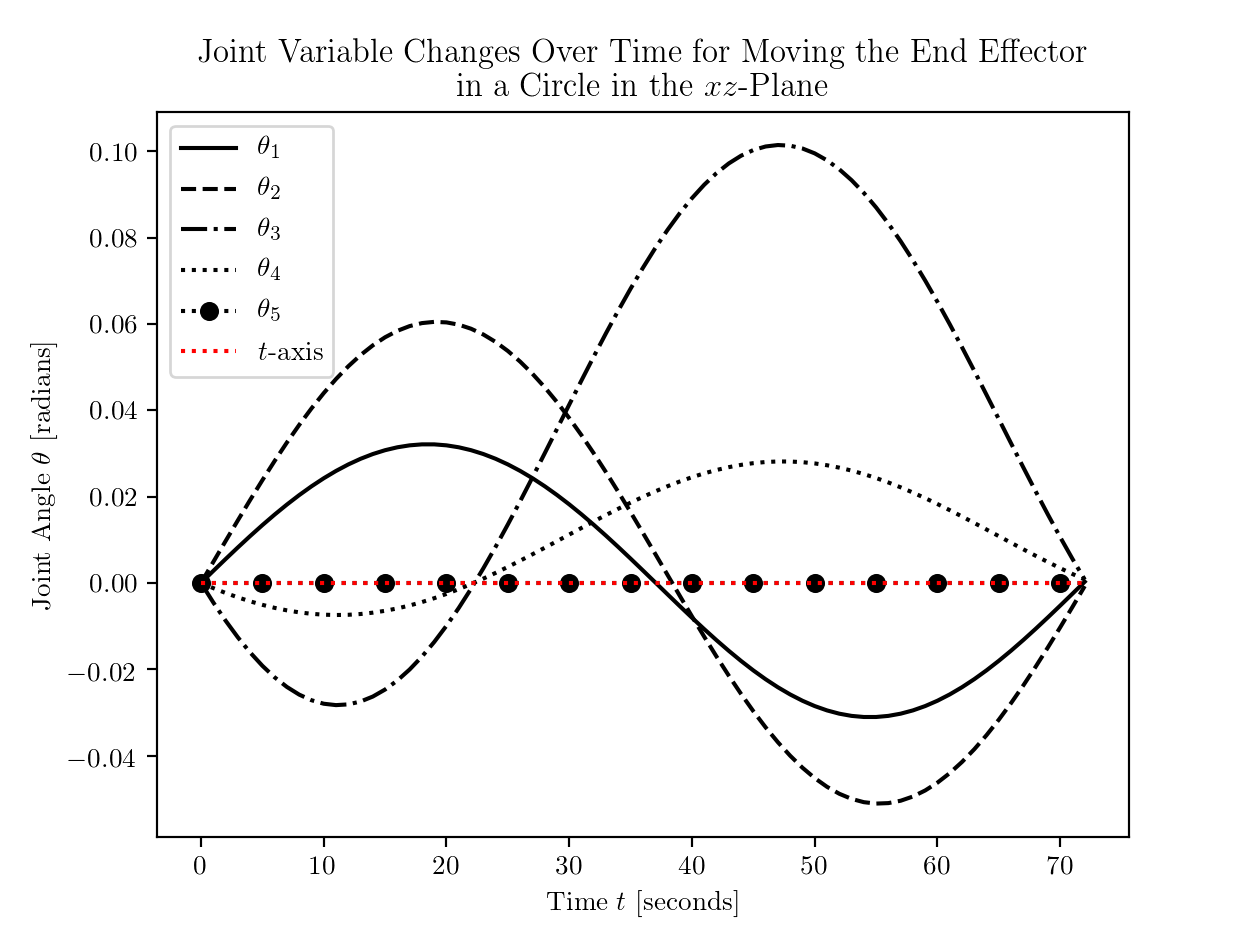 Joint Variable Changes Over Time for Moving the End Effector
in a Circle in the xz-Plane
θ₁
θ₂
θ₃
θ₄
θ₅
t-axis
Joint Angle θ [radians]
0.10
0.08
0.06
0.04
0.02
0.00
−0.02
−0.04
0 10 20 30 40 50 60 70
Time t [seconds]